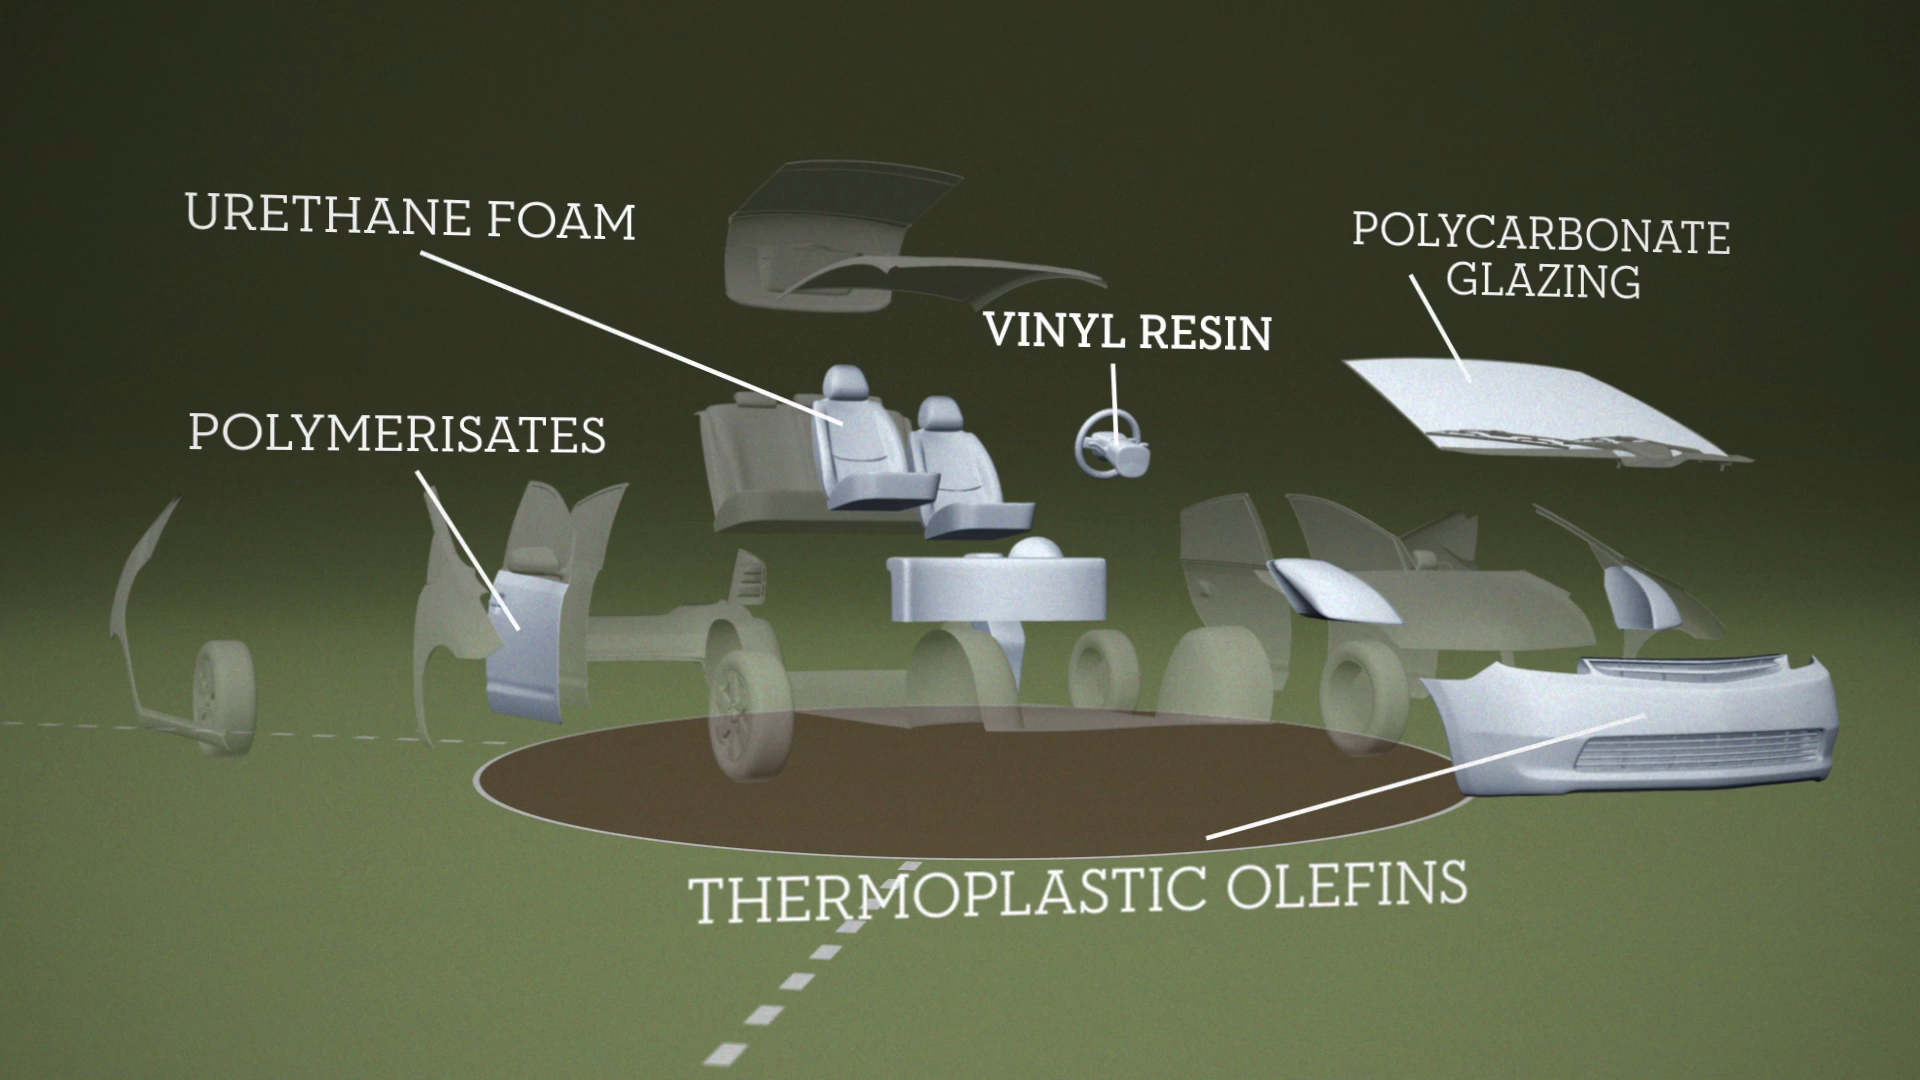 URETHANE FOAM
POLYCARBONATE
GLAZING
VINYL RESIN
POLYMERISATES
THERMOPLASTIC OLEFINS